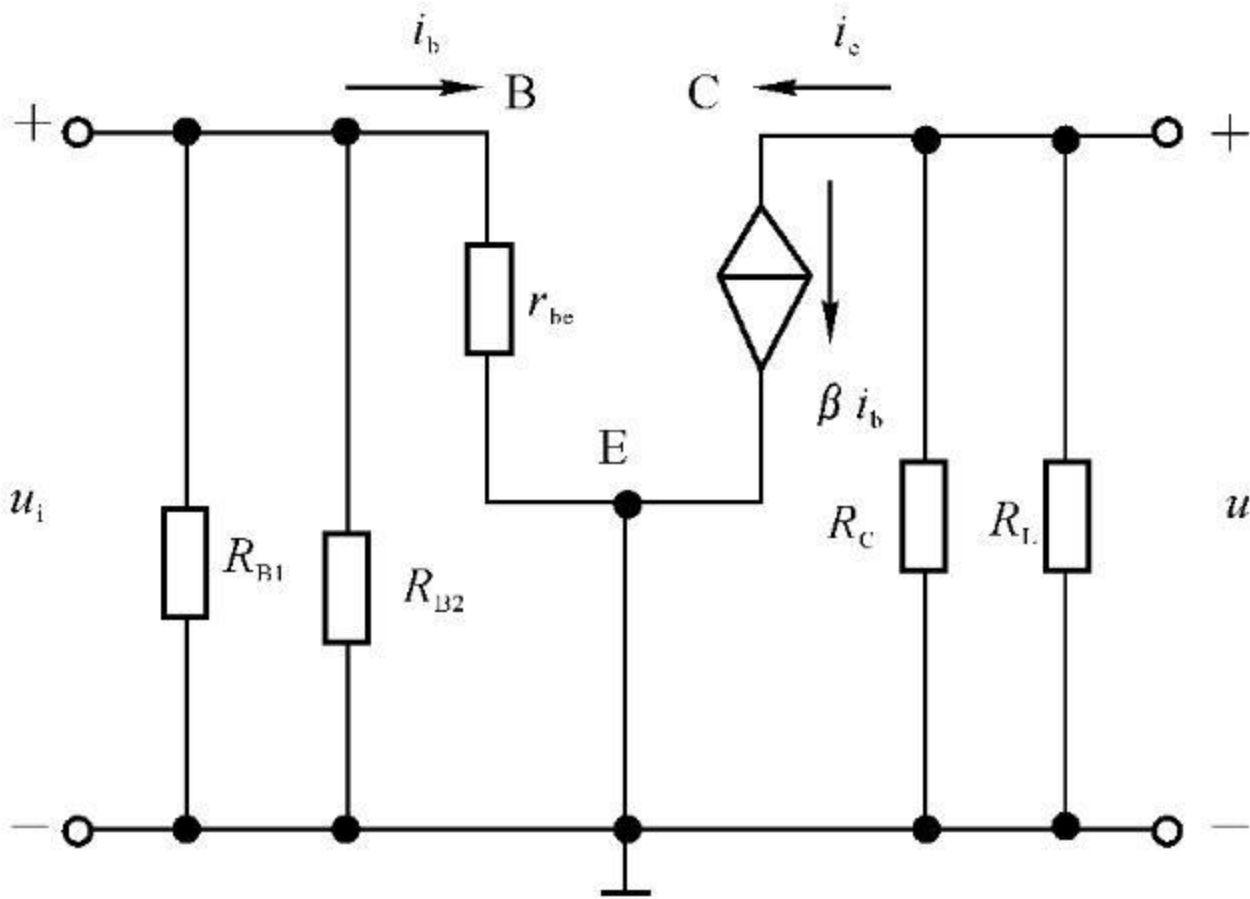 i_b
i_c
B
C
+
+
r_be
β i_b
E
u_i
R_B1
R_B2
R_C
R_L
u
−
−